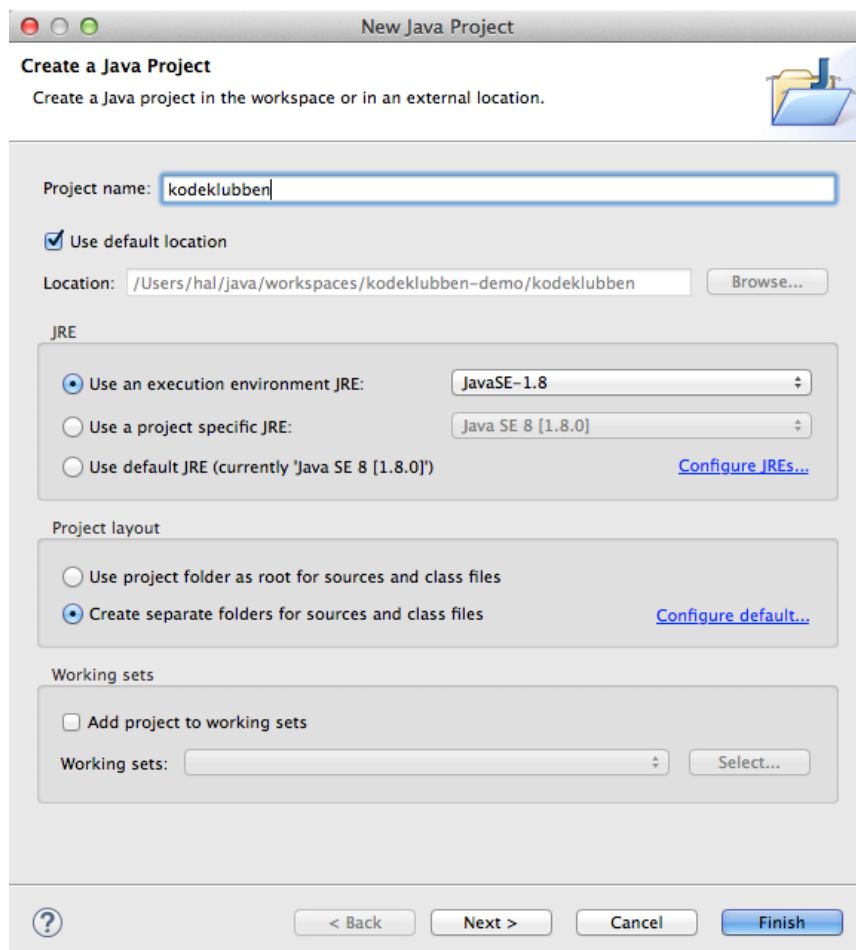 New Java Project
Create a Java Project
Create a Java project in the workspace or in an external location.
Project name: kodeklubben
Use default location
Location: /Users/hal/java/workspaces/kodeklubben-demo/kodeklubben Browse...
JRE
Use an execution environment JRE: JavaSE-1.8
Use a project specific JRE: Java SE 8 [1.8.0]
Use default JRE (currently 'Java SE 8 [1.8.0]') Configure JREs...
Project layout
Use project folder as root for sources and class files
Create separate folders for sources and class files Configure default...
Working sets
Add project to working sets
Working sets: Select...
? < Back Next > Cancel Finish